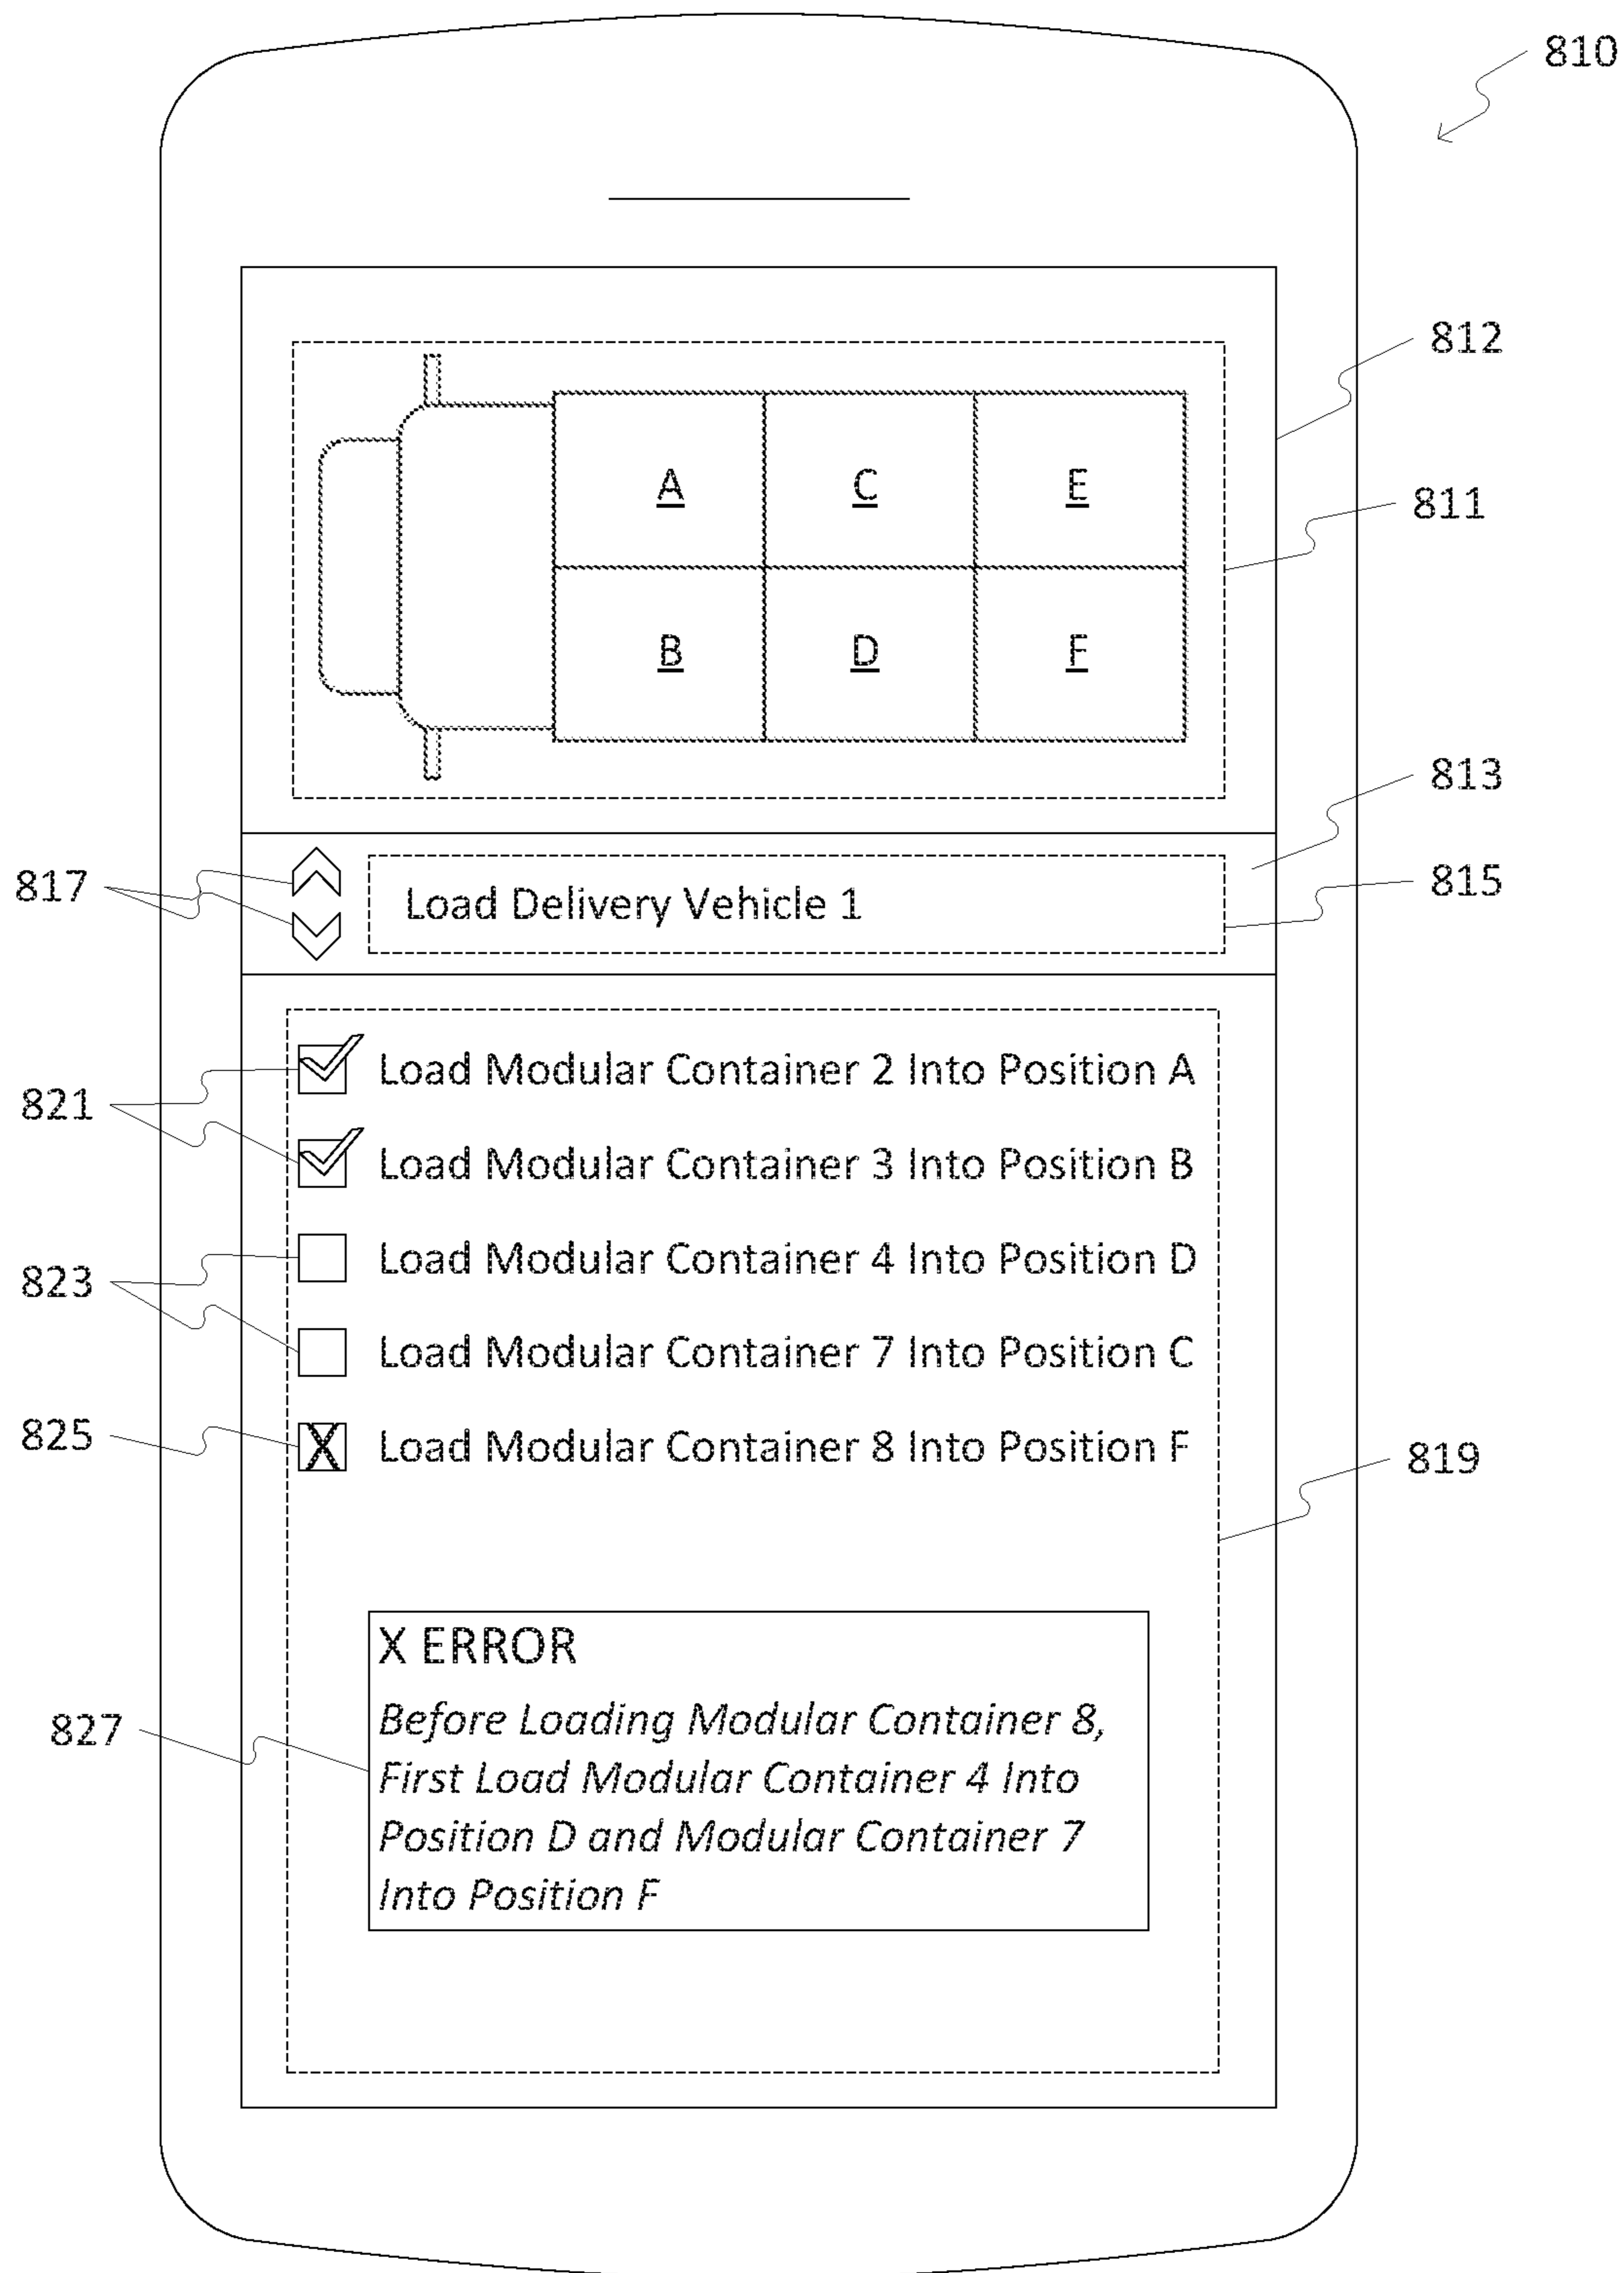 810
812
A C E
811
B D F
813
817
Load Delivery Vehicle 1
815
Load Modular Container 2 Into Position A
821
Load Modular Container 3 Into Position B
Load Modular Container 4 Into Position D
823
Load Modular Container 7 Into Position C
825
X Load Modular Container 8 Into Position F
819
X ERROR
Before Loading Modular Container 8,
827
First Load Modular Container 4 Into
Position D and Modular Container 7
Into Position F